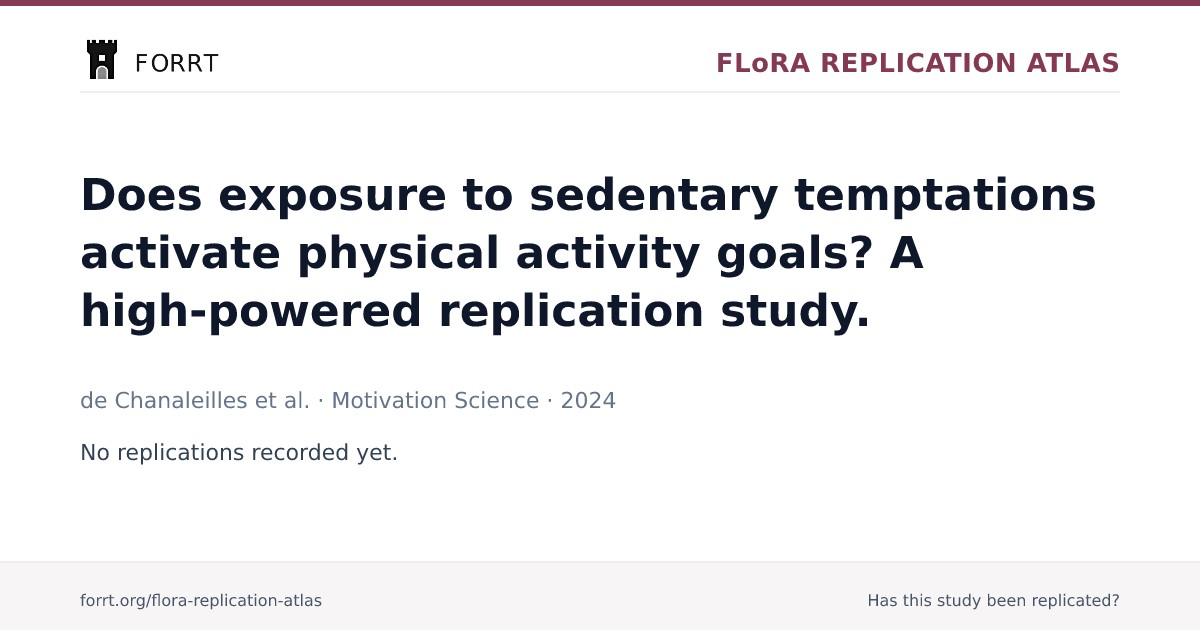 FORRT
FLoRA REPLICATION ATLAS
Does exposure to sedentary temptations
activate physical activity goals? A
high-powered replication study.
de Chanaleilles et al. · Motivation Science · 2024
No replications recorded yet.
forrt.org/flora-replication-atlas
Has this study been replicated?